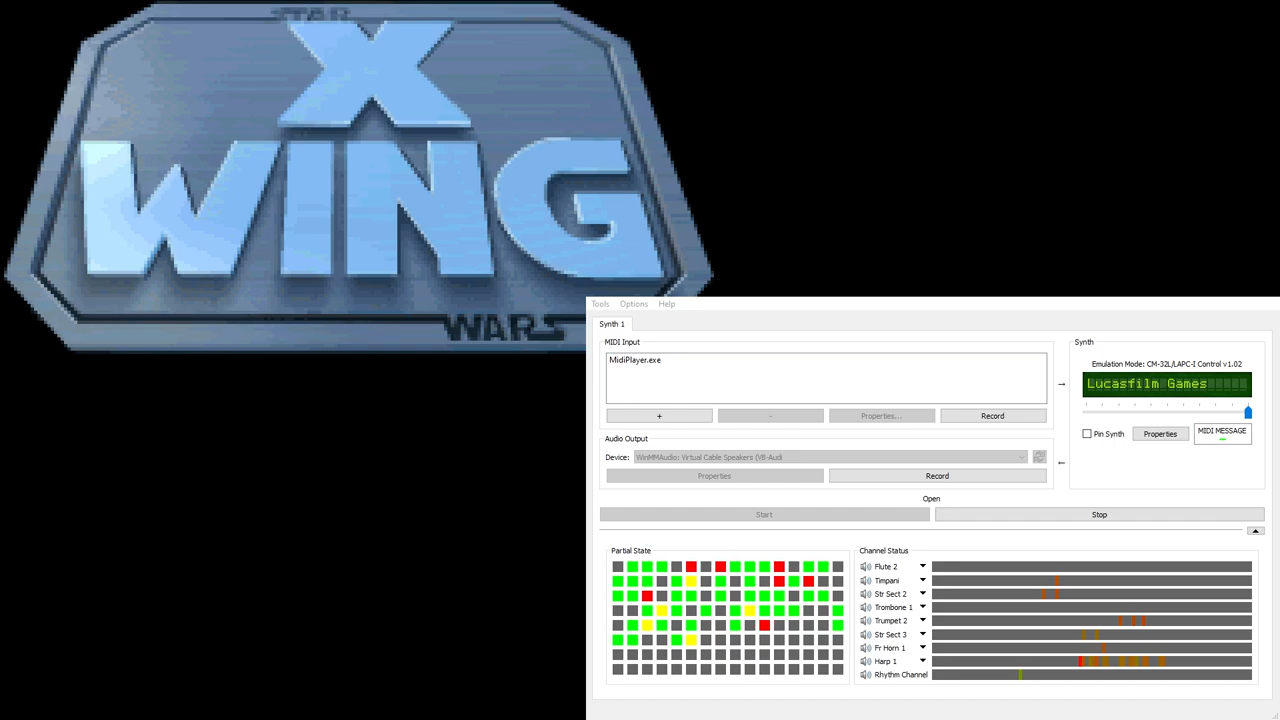 STAR
X
WING
WARS
Tools Options Help
Synth 1
MIDI Input
MidiPlayer.exe
+ - Properties... Record
Synth
Emulation Mode: CM-32L/LAPC-I Control v1.02
Lucasfilm Games
Pin Synth Properties MIDI MESSAGE
Audio Output
Device: WinMMAudio: Virtual Cable Speakers (VB-Audi
Properties Record
Open
Start Stop
Partial State
Channel Status
Flute 2
Timpani
Str Sect 2
Trombone 1
Trumpet 2
Str Sect 3
Fr Horn 1
Harp 1
Rhythm Channel